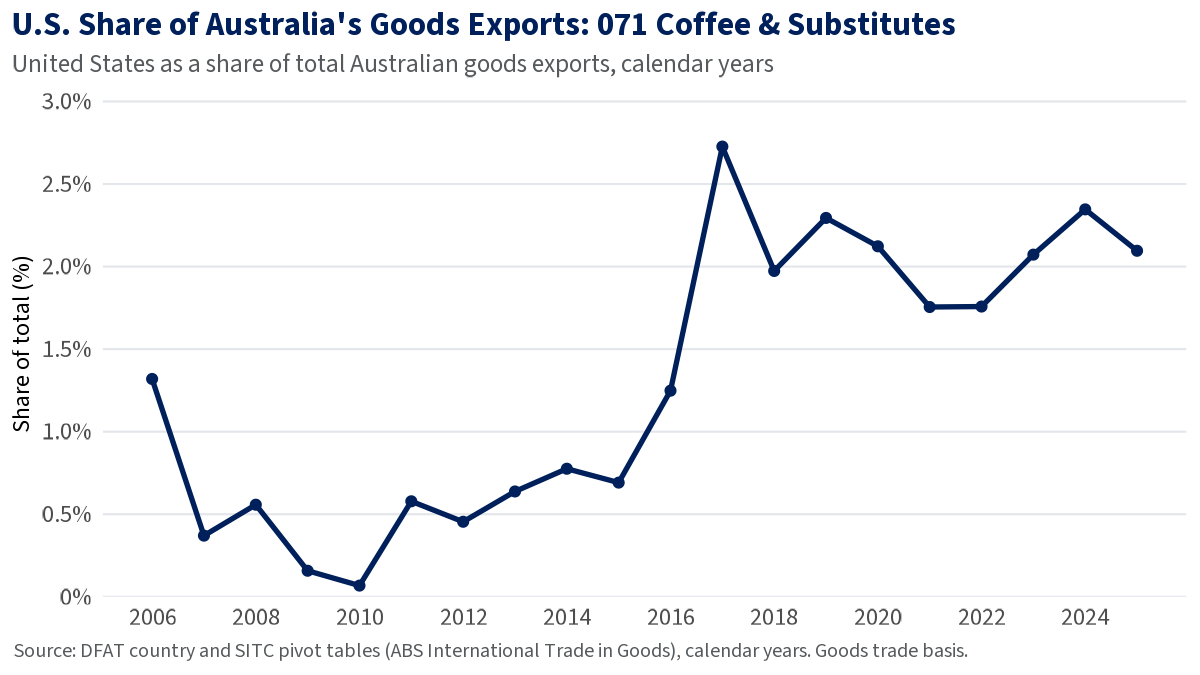 U.S. Share of Australia's Goods Exports: 071 Coffee & Substitutes
United States as a share of total Australian goods exports, calendar years
Share of total (%)
3.0%
2.5%
2.0%
1.5%
1.0%
0.5%
0%
2006 2008 2010 2012 2014 2016 2018 2020 2022 2024
Source: DFAT country and SITC pivot tables (ABS International Trade in Goods), calendar years. Goods trade basis.